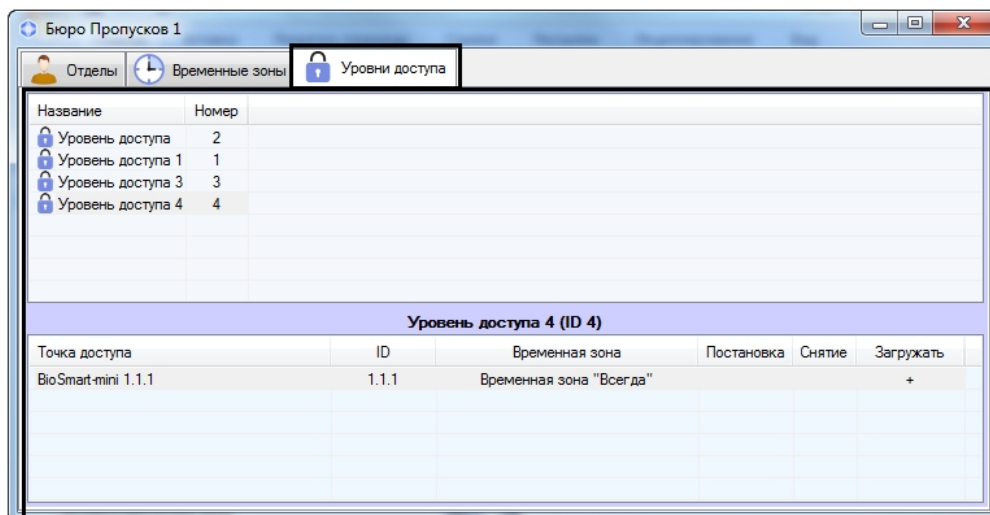 Бюро Пропусков 1
Отделы Временные зоны Уровни доступа
Название Номер
Уровень доступа 2
Уровень доступа 1 1
Уровень доступа 3 3
Уровень доступа 4 4
Уровень доступа 4 (ID 4)
Точка доступа ID Временная зона Постановка Снятие Загружать
BioSmart-mini 1.1.1 1.1.1 Временная зона "Всегда" +